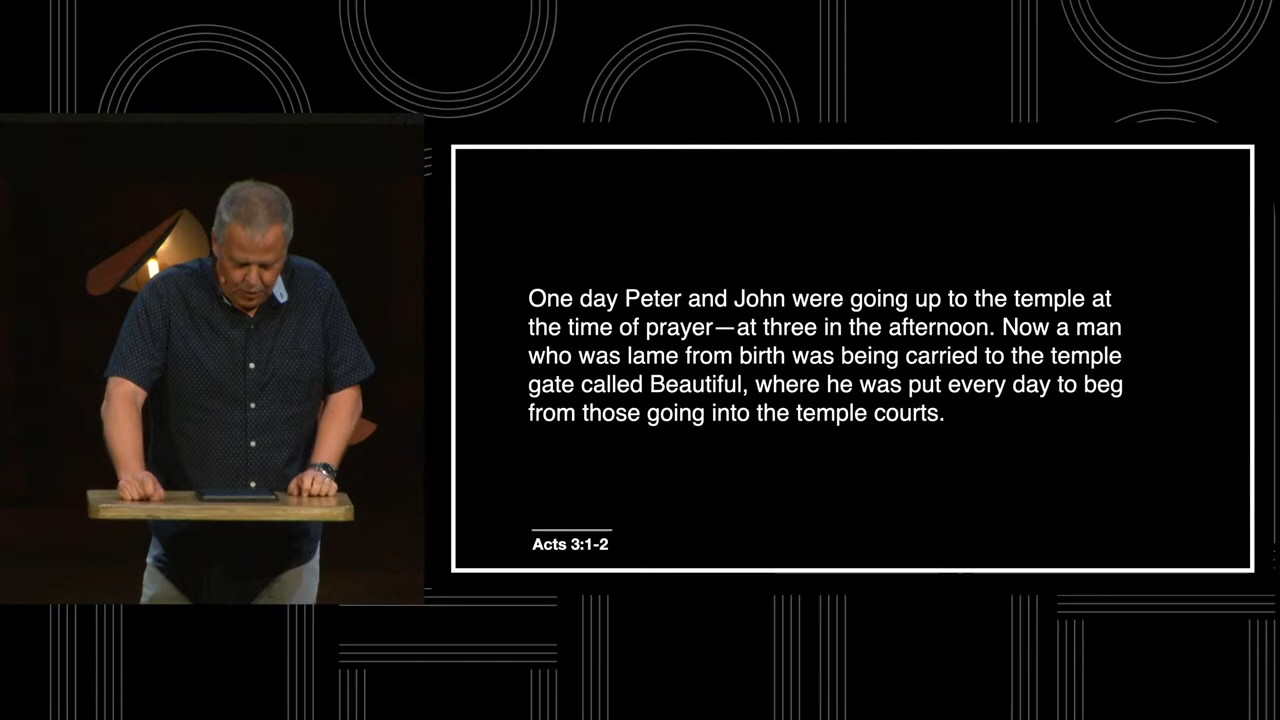 One day Peter and John were going up to the temple at
the time of prayer—at three in the afternoon. Now a man
who was lame from birth was being carried to the temple
gate called Beautiful, where he was put every day to beg
from those going into the temple courts.
Acts 3:1-2